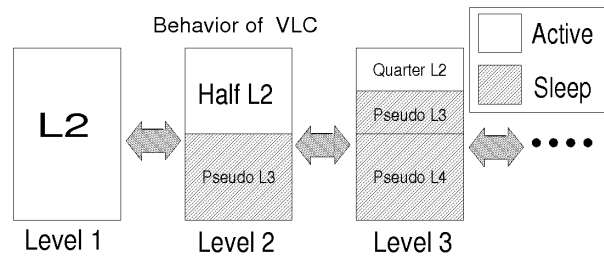 Behavior of VLC
Active
Sleep
L2
Half L2
Pseudo L3
Quarter L2
Pseudo L3
Pseudo L4
Level 1
Level 2
Level 3